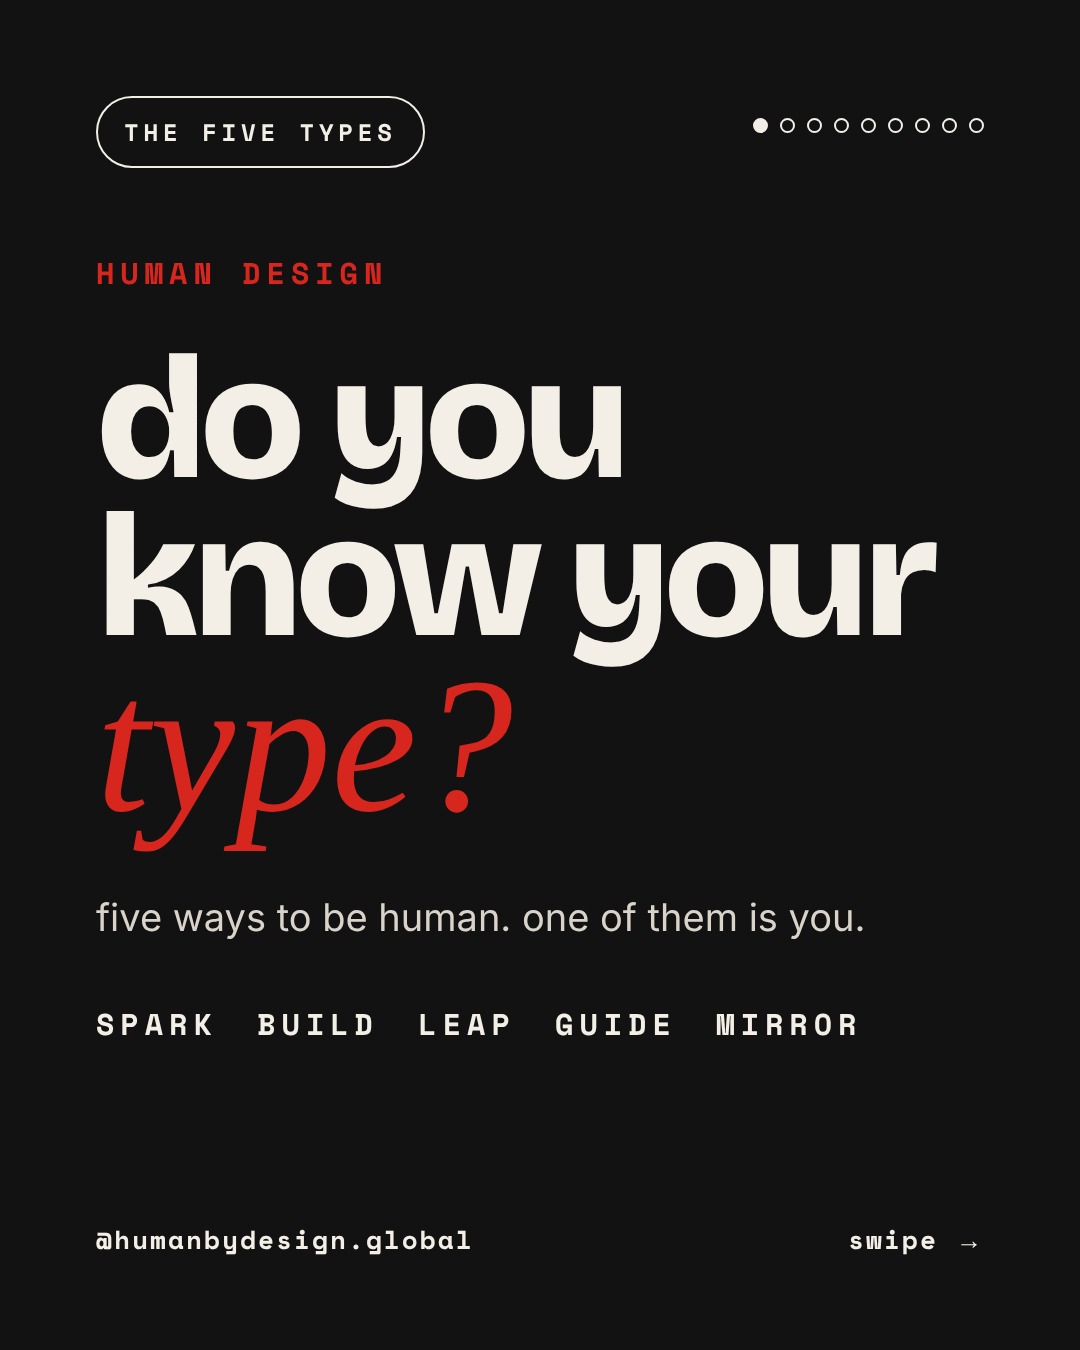 THE FIVE TYPES
HUMAN DESIGN
do you
know your
type?
five ways to be human. one of them is you.
SPARK BUILD LEAP GUIDE MIRROR
@humanbydesign.global
swipe →